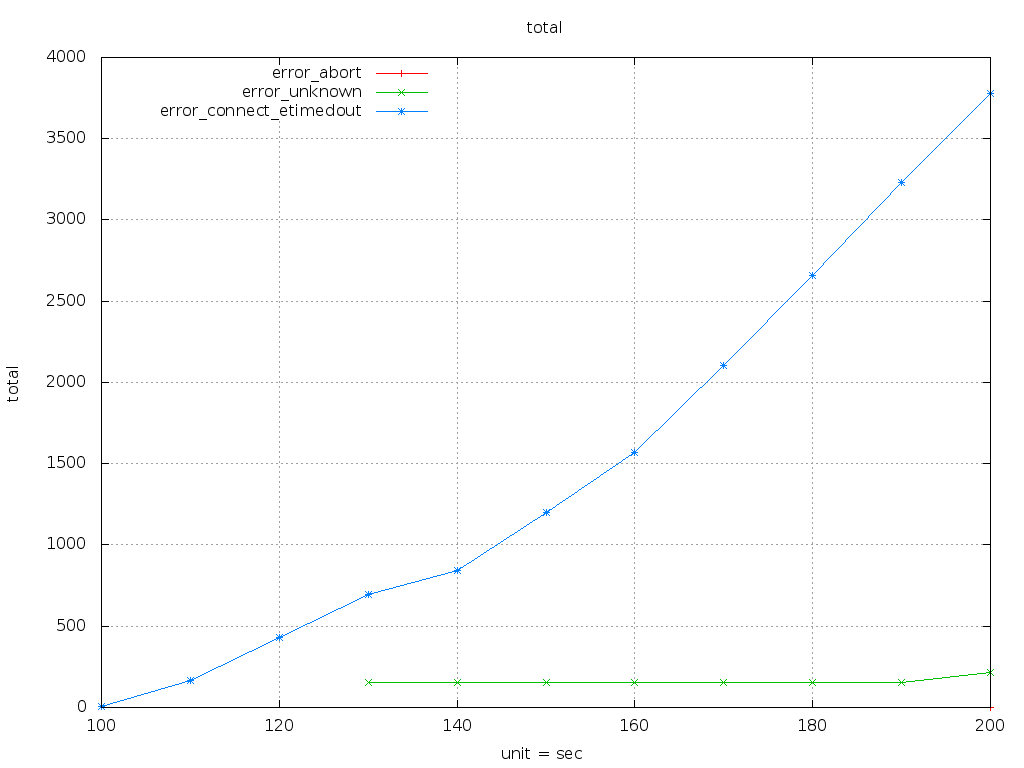 total
4000
3500
3000
2500
2000
1500
1000
500
0
total
error_abort
error_unknown
error_connect_etimedout
100 120 140 160 180 200
unit = sec